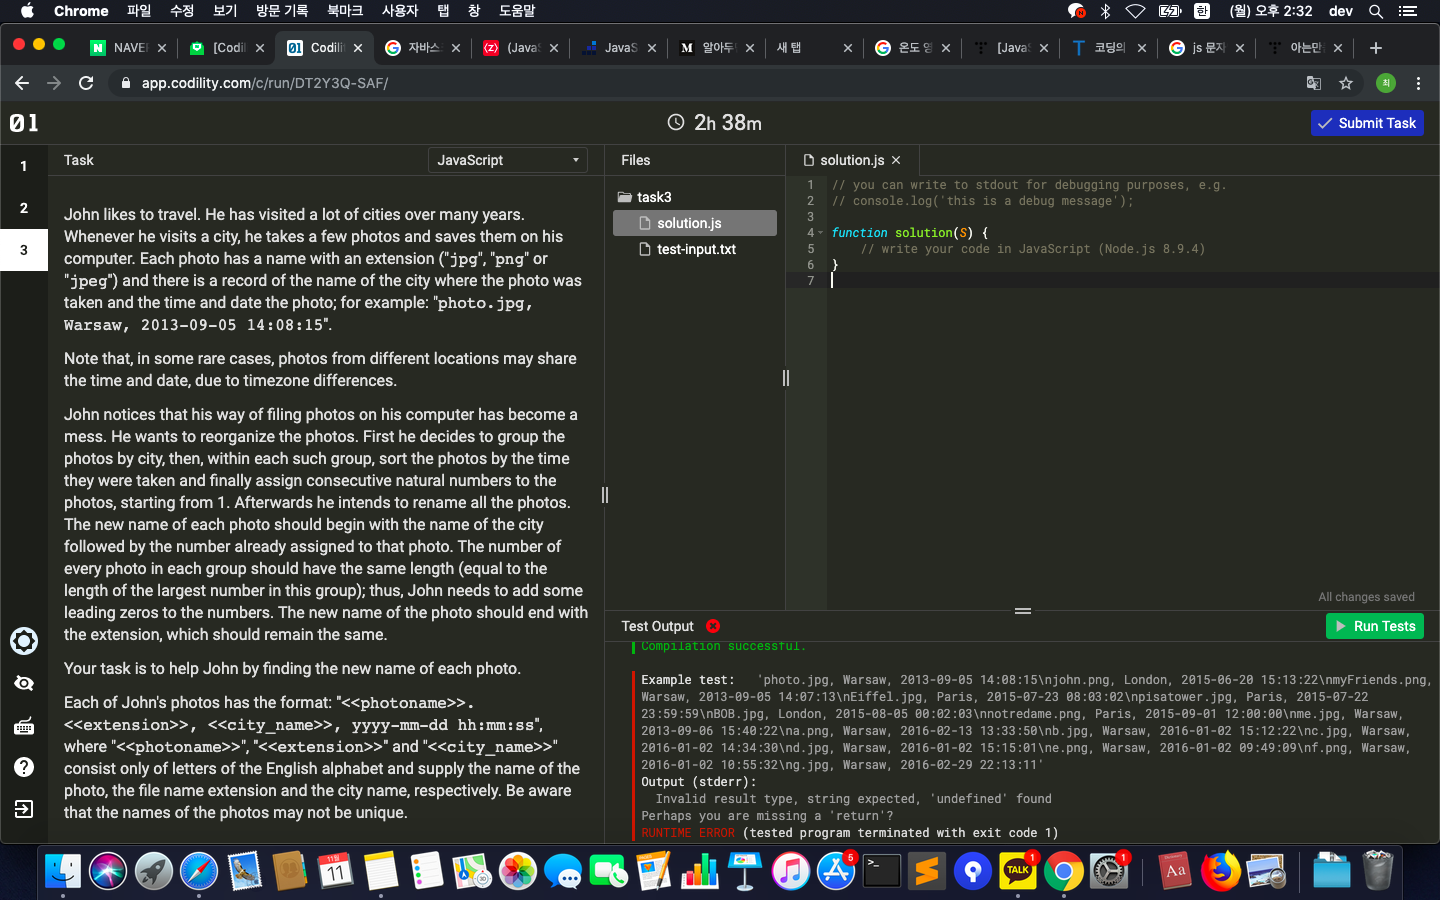 Chrome 파일 수정 보기 방문 기록 북마크 사용자 탭 창 도움말 한 (월) 오후 2:32 dev
N NAVEI [Codil 01 Codilit 자바스 (Java JavaS M 알아두 새 탭 온도 영 [Java T 코딩의 js 문자 아는만
app.codility.com/c/run/DT2Y3Q-SAF/ 최
01 2h 38m Submit Task
1
2
3
Task JavaScript
John likes to travel. He has visited a lot of cities over many years.
Whenever he visits a city, he takes a few photos and saves them on his
computer. Each photo has a name with an extension ("jpg", "png" or
"jpeg") and there is a record of the name of the city where the photo was
taken and the time and date the photo; for example: "photo.jpg,
Warsaw, 2013-09-05 14:08:15".
Note that, in some rare cases, photos from different locations may share
the time and date, due to timezone differences.
John notices that his way of filing photos on his computer has become a
mess. He wants to reorganize the photos. First he decides to group the
photos by city, then, within each such group, sort the photos by the time
they were taken and finally assign consecutive natural numbers to the
photos, starting from 1. Afterwards he intends to rename all the photos.
The new name of each photo should begin with the name of the city
followed by the number already assigned to that photo. The number of
every photo in each group should have the same length (equal to the
length of the largest number in this group); thus, John needs to add some
leading zeros to the numbers. The new name of the photo should end with
the extension, which should remain the same.
Your task is to help John by finding the new name of each photo.
Each of John's photos has the format: "<<photoname>>.
<<extension>>, <<city_name>>, yyyy-mm-dd hh:mm:ss",
where "<<photoname>>", "<<extension>>" and "<<city_name>>"
consist only of letters of the English alphabet and supply the name of the
photo, the file name extension and the city name, respectively. Be aware
that the names of the photos may not be unique.
Files
task3
solution.js
test-input.txt
solution.js
1 // you can write to stdout for debugging purposes, e.g.
2 // console.log('this is a debug message');
3
4 function solution(S) {
5 // write your code in JavaScript (Node.js 8.9.4)
6 }
7
All changes saved
Test Output Run Tests
Compilation successful.
Example test: 'photo.jpg, Warsaw, 2013-09-05 14:08:15\njohn.png, London, 2015-06-20 15:13:22\nmyFriends.png,
Warsaw, 2013-09-05 14:07:13\nEiffel.jpg, Paris, 2015-07-23 08:03:02\npisatower.jpg, Paris, 2015-07-22
23:59:59\nBOB.jpg, London, 2015-08-05 00:02:03\nnotredame.png, Paris, 2015-09-01 12:00:00\nme.jpg, Warsaw,
2013-09-06 15:40:22\na.png, Warsaw, 2016-02-13 13:33:50\nb.jpg, Warsaw, 2016-01-02 15:12:22\nc.jpg, Warsaw,
2016-01-02 14:34:30\nd.jpg, Warsaw, 2016-01-02 15:15:01\ne.png, Warsaw, 2016-01-02 09:49:09\nf.png, Warsaw,
2016-01-02 10:55:32\ng.jpg, Warsaw, 2016-02-29 22:13:11'
Output (stderr):
Invalid result type, string expected, 'undefined' found
Perhaps you are missing a 'return'?
RUNTIME ERROR (tested program terminated with exit code 1)
11 TALK 1 5 1 Aa